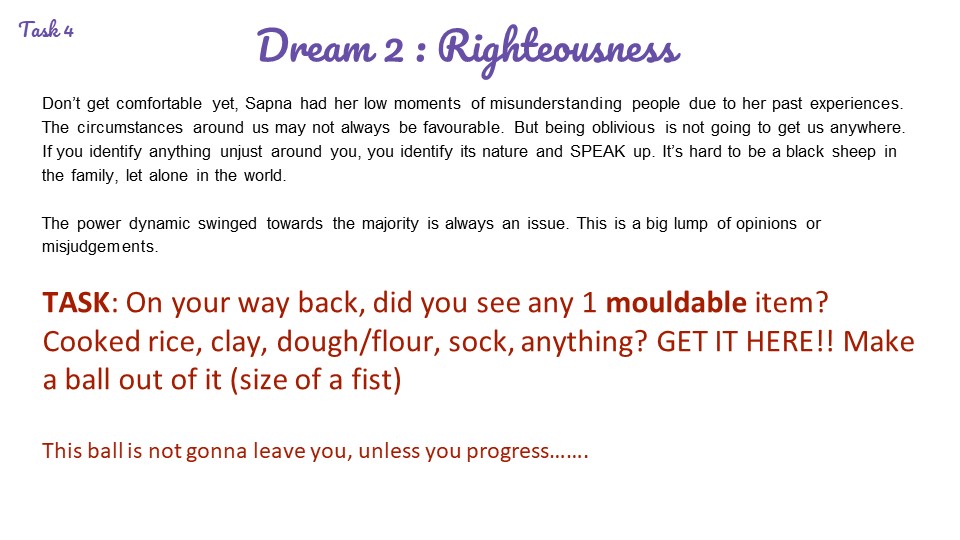 Task 4
Dream 2 : Righteousness
Don’t get comfortable yet, Sapna had her low moments of misunderstanding people due to her past experiences.
The circumstances around us may not always be favourable. But being oblivious is not going to get us anywhere.
If you identify anything unjust around you, you identify its nature and SPEAK up. It’s hard to be a black sheep in
the family, let alone in the world.
The power dynamic swinged towards the majority is always an issue. This is a big lump of opinions or
misjudgements.
TASK: On your way back, did you see any 1 mouldable item?
Cooked rice, clay, dough/flour, sock, anything? GET IT HERE!! Make
a ball out of it (size of a fist)
This ball is not gonna leave you, unless you progress…….